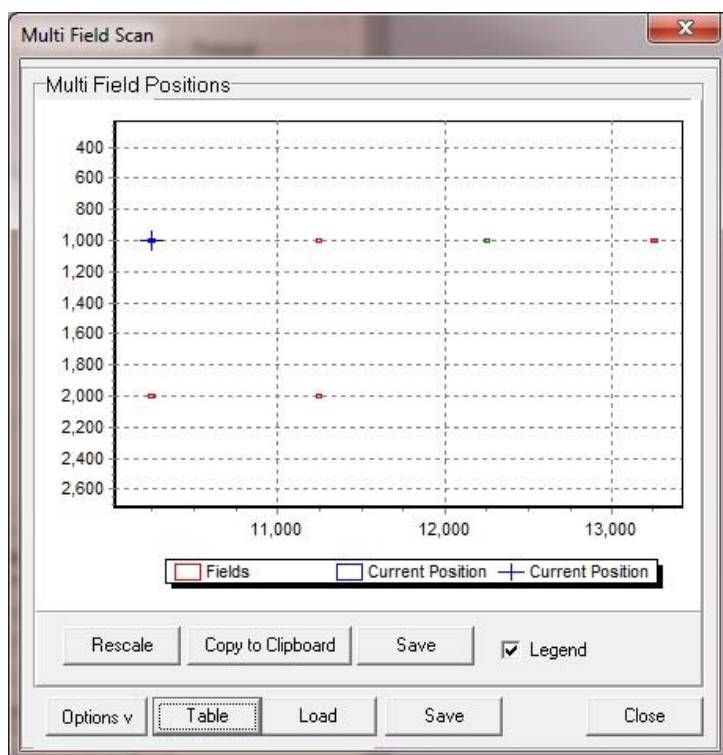 Multi Field Scan
Multi Field Positions
400
600
800
1,000
1,200
1,400
1,600
1,800
2,000
2,200
2,400
2,600
11,000 12,000 13,000
Fields Current Position Current Position
Rescale Copy to Clipboard Save Legend
Options v Table Load Save Close